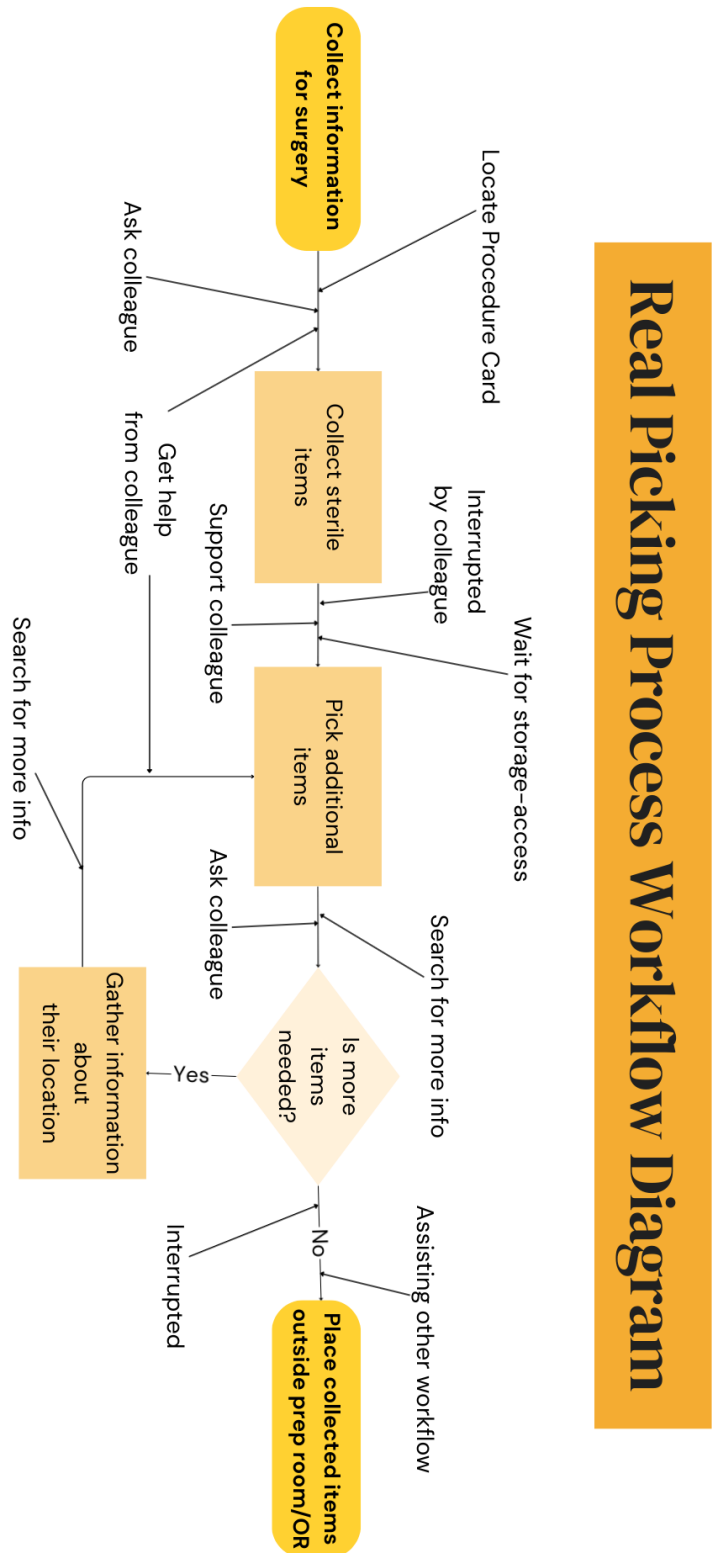 Real Picking Process Workflow Diagram
Wait for storage-access
Locate Procedure Card
Interrupted
by colleague
Search for more info
Assisting other workflow
Collect information
for surgery
Collect sterile
items
Pick additional
items
Is more
items
needed?
No
Place collected items
outside prep room/OR
Ask colleague
Get help
from colleague
Support colleague
Ask colleague
Yes
Interrupted
Search for more info
Gather information
about
their location